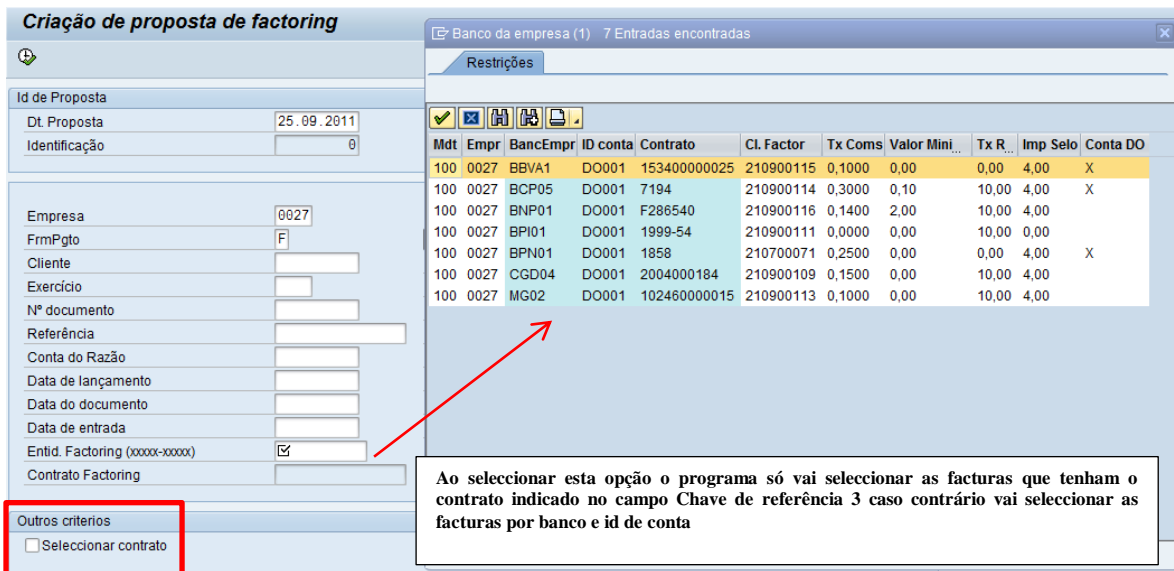 Criação de proposta de factoring
Id de Proposta
Dt. Proposta 25.09.2011
Identificação 0
Empresa 0027
FrmPgto F
Cliente
Exercício
Nº documento
Referência
Conta do Razão
Data de lançamento
Data do documento
Data de entrada
Entid. Factoring (xxxxx-xxxxx)
Contrato Factoring
Outros criterios
Seleccionar contrato
Banco da empresa (1) 7 Entradas encontradas
Restrições
Mdt Empr BancEmpr ID conta Contrato Cl. Factor Tx Coms Valor Mini... Tx R... Imp Selo Conta DO
100 0027 BBVA1 DO001 153400000025 210900115 0,1000 0,00 0,00 4,00 X
100 0027 BCP05 DO001 7194 210900114 0,3000 0,10 10,00 4,00 X
100 0027 BNP01 DO001 F286540 210900116 0,1400 2,00 10,00 4,00
100 0027 BPI01 DO001 1999-54 210900111 0,0000 0,00 10,00 0,00
100 0027 BPN01 DO001 1858 210700071 0,2500 0,00 0,00 4,00 X
100 0027 CGD04 DO001 2004000184 210900109 0,1500 0,00 10,00 4,00
100 0027 MG02 DO001 102460000015 210900113 0,1000 0,00 10,00 4,00
Ao seleccionar esta opção o programa só vai seleccionar as facturas que tenham o
contrato indicado no campo Chave de referência 3 caso contrário vai seleccionar as
facturas por banco e id de conta